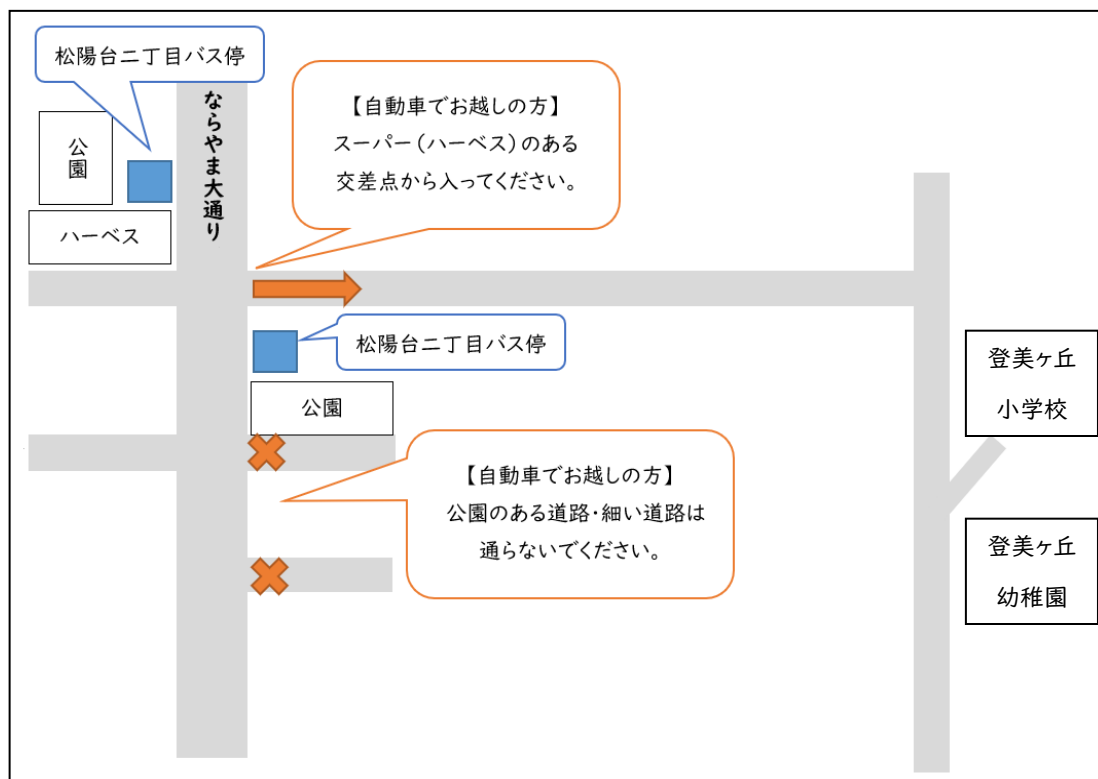 松陽台二丁目バス停
ならやま大通り
公園
ハーベス
【自動車でお越しの方】
スーパー（ハーベス）のある
交差点から入ってください。
松陽台二丁目バス停
公園
【自動車でお越しの方】
公園のある道路・細い道路は
通らないでください。
登美ヶ丘
小学校
登美ヶ丘
幼稚園